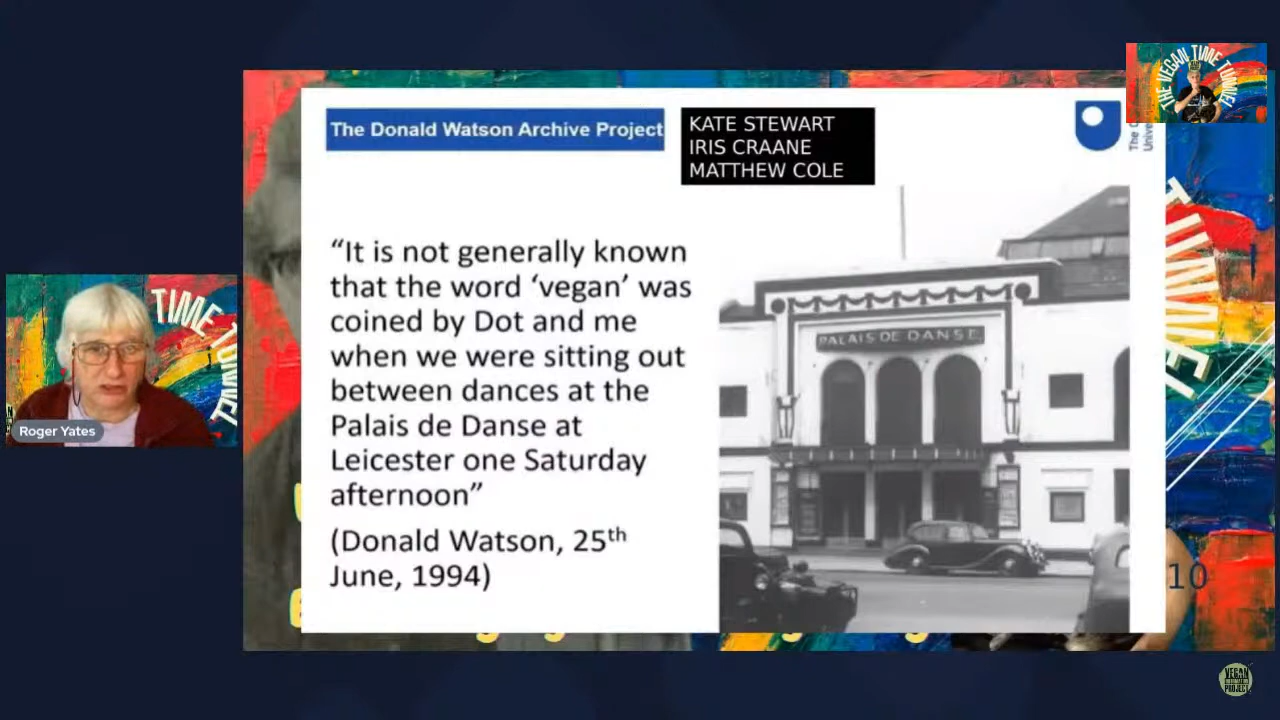 THE VEGAN TIME TUNNEL
The Donald Watson Archive Project
KATE STEWART
IRIS CRAANE
MATTHEW COLE
“It is not generally known
that the word ‘vegan’ was
coined by Dot and me
when we were sitting out
between dances at the
Palais de Danse at
Leicester one Saturday
afternoon”
(Donald Watson, 25th
June, 1994)
PALAIS DE DANSE
10
TIME TUNNEL
Roger Yates
TUNNEL
VEGAN
PROJECT